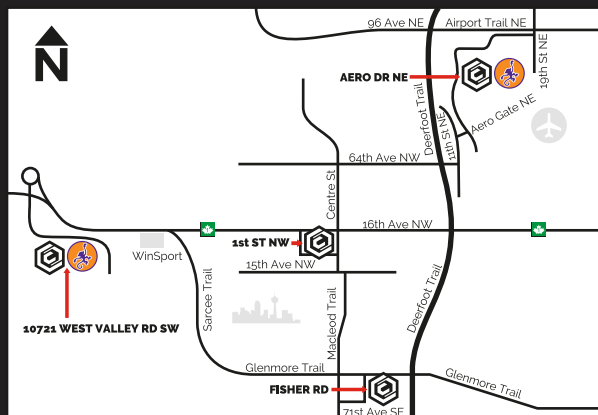 96 Ave NE
Airport Trail NE
N
19th St NE
AERO DR NE
Deerfoot Trail
Aero Gate NE
11th St NE
64th Ave NW
Centre St
16th Ave NW
1st ST NW
WinSport
15th Ave NW
Sarcee Trail
Macleod Trail
Deerfoot Trail
10721 WEST VALLEY RD SW
Glenmore Trail
Glenmore Trail
FISHER RD
71st Ave SE